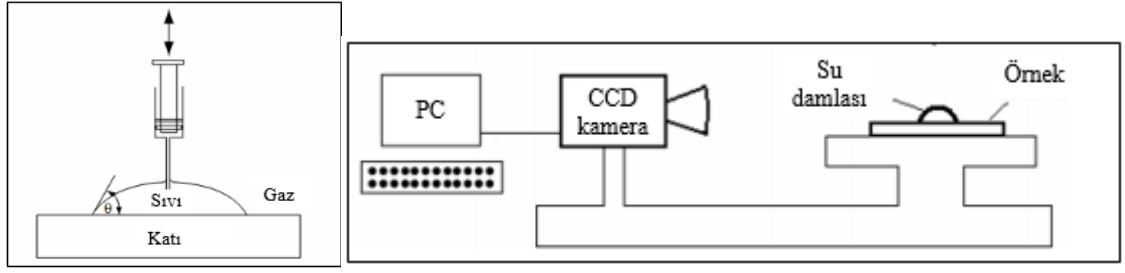 θ
Sıvı
Gaz
Katı
PC
CCD
kamera
Su
damlası
Örnek